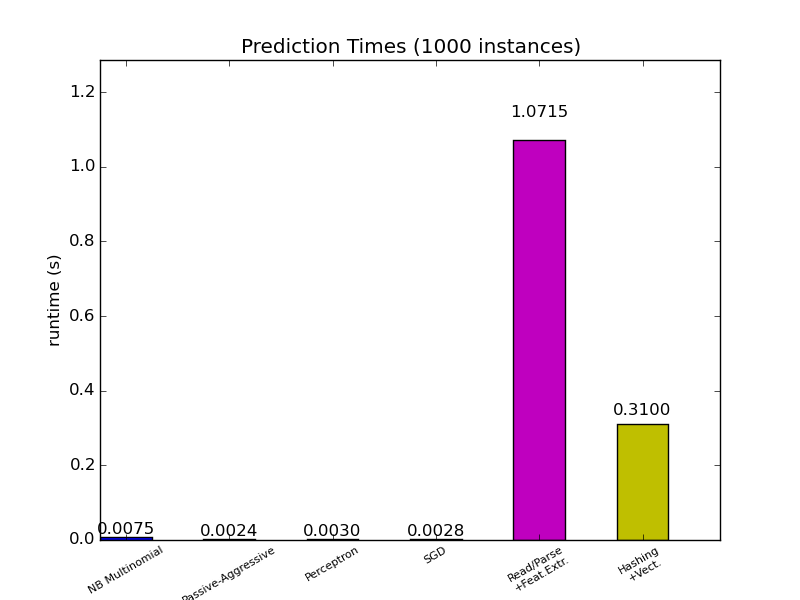 Prediction Times (1000 instances)
1.2
1.0
0.8
0.6
0.4
0.2
0.0
runtime (s)
0.0075
0.0024
0.0030
0.0028
1.0715
0.3100
NB Multinomial
Passive-Aggressive
Perceptron
SGD
Read/Parse
+Feat.Extr.
Hashing
+Vect.